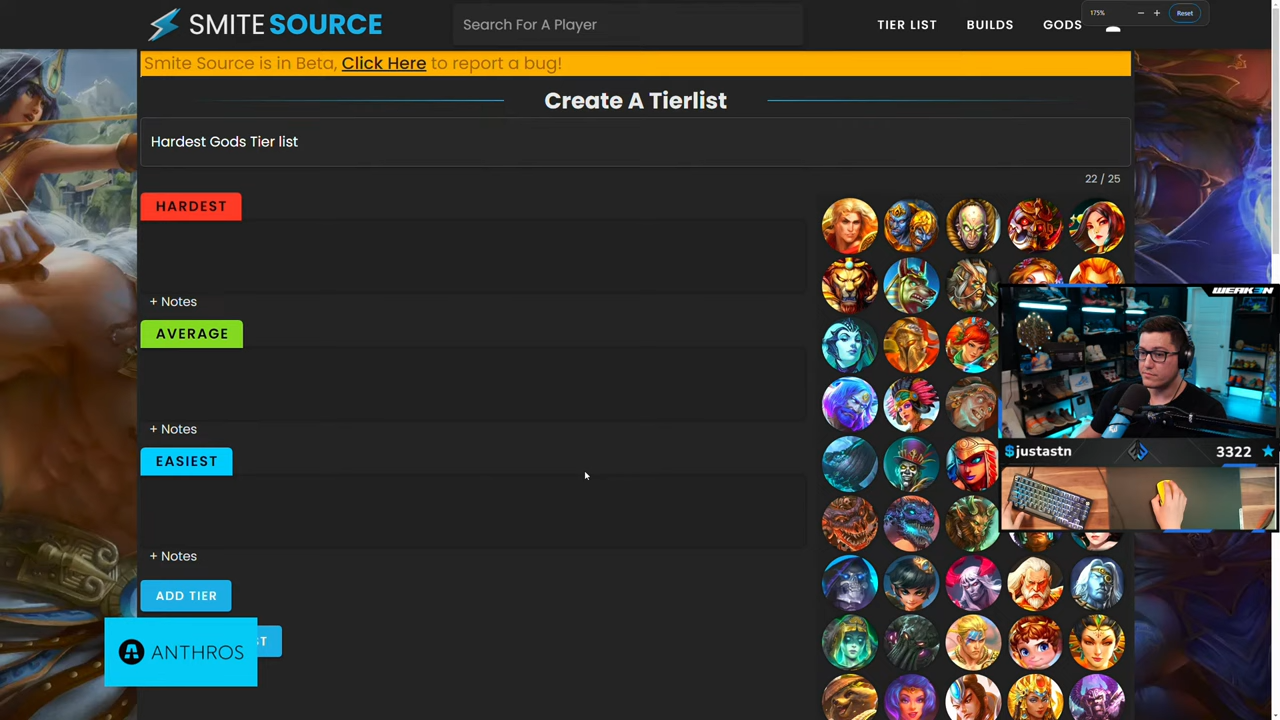 SMITE SOURCE
Search For A Player
TIER LIST
BUILDS
GODS
175%
Reset
Smite Source is in Beta, Click Here to report a bug!
Create A Tierlist
Hardest Gods Tier list
22 / 25
HARDEST
+ Notes
AVERAGE
+ Notes
EASIEST
+ Notes
ADD TIER
ST
ANTHROS
WEAK3N
$justastn
3322